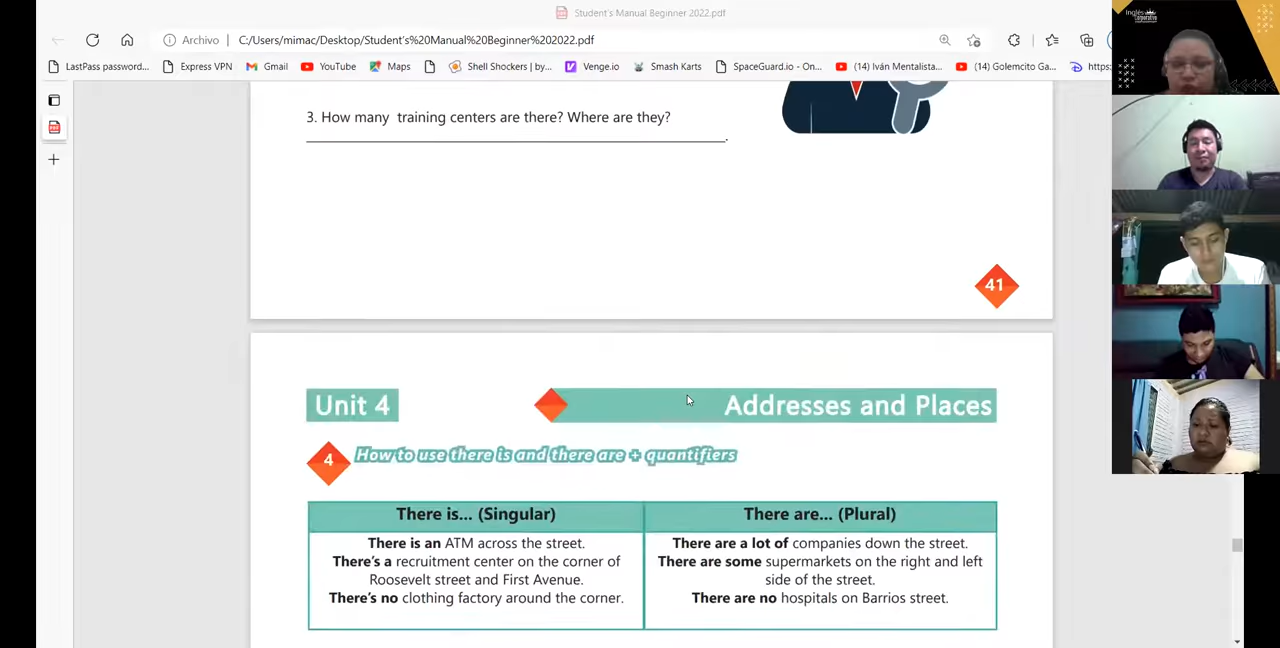 Student's Manual Beginner 2022.pdf
Archivo C:/Users/mimac/Desktop/Student's%20Manual%20Beginner%202022.pdf
LastPass password... Express VPN Gmail YouTube Maps Shell Shockers | by... Venge.io Smash Karts SpaceGuard.io - On... (14) Iván Mentalista... (14) Golemcito Ga... https:
Inglés
Corporativo
3. How many training centers are there? Where are they?
41
Unit 4
Addresses and Places
4 How to use there is and there are + quantifiers
There is... (Singular) There are... (Plural)
There is an ATM across the street.
There's a recruitment center on the corner of
Roosevelt street and First Avenue.
There's no clothing factory around the corner.
There are a lot of companies down the street.
There are some supermarkets on the right and left
side of the street.
There are no hospitals on Barrios street.